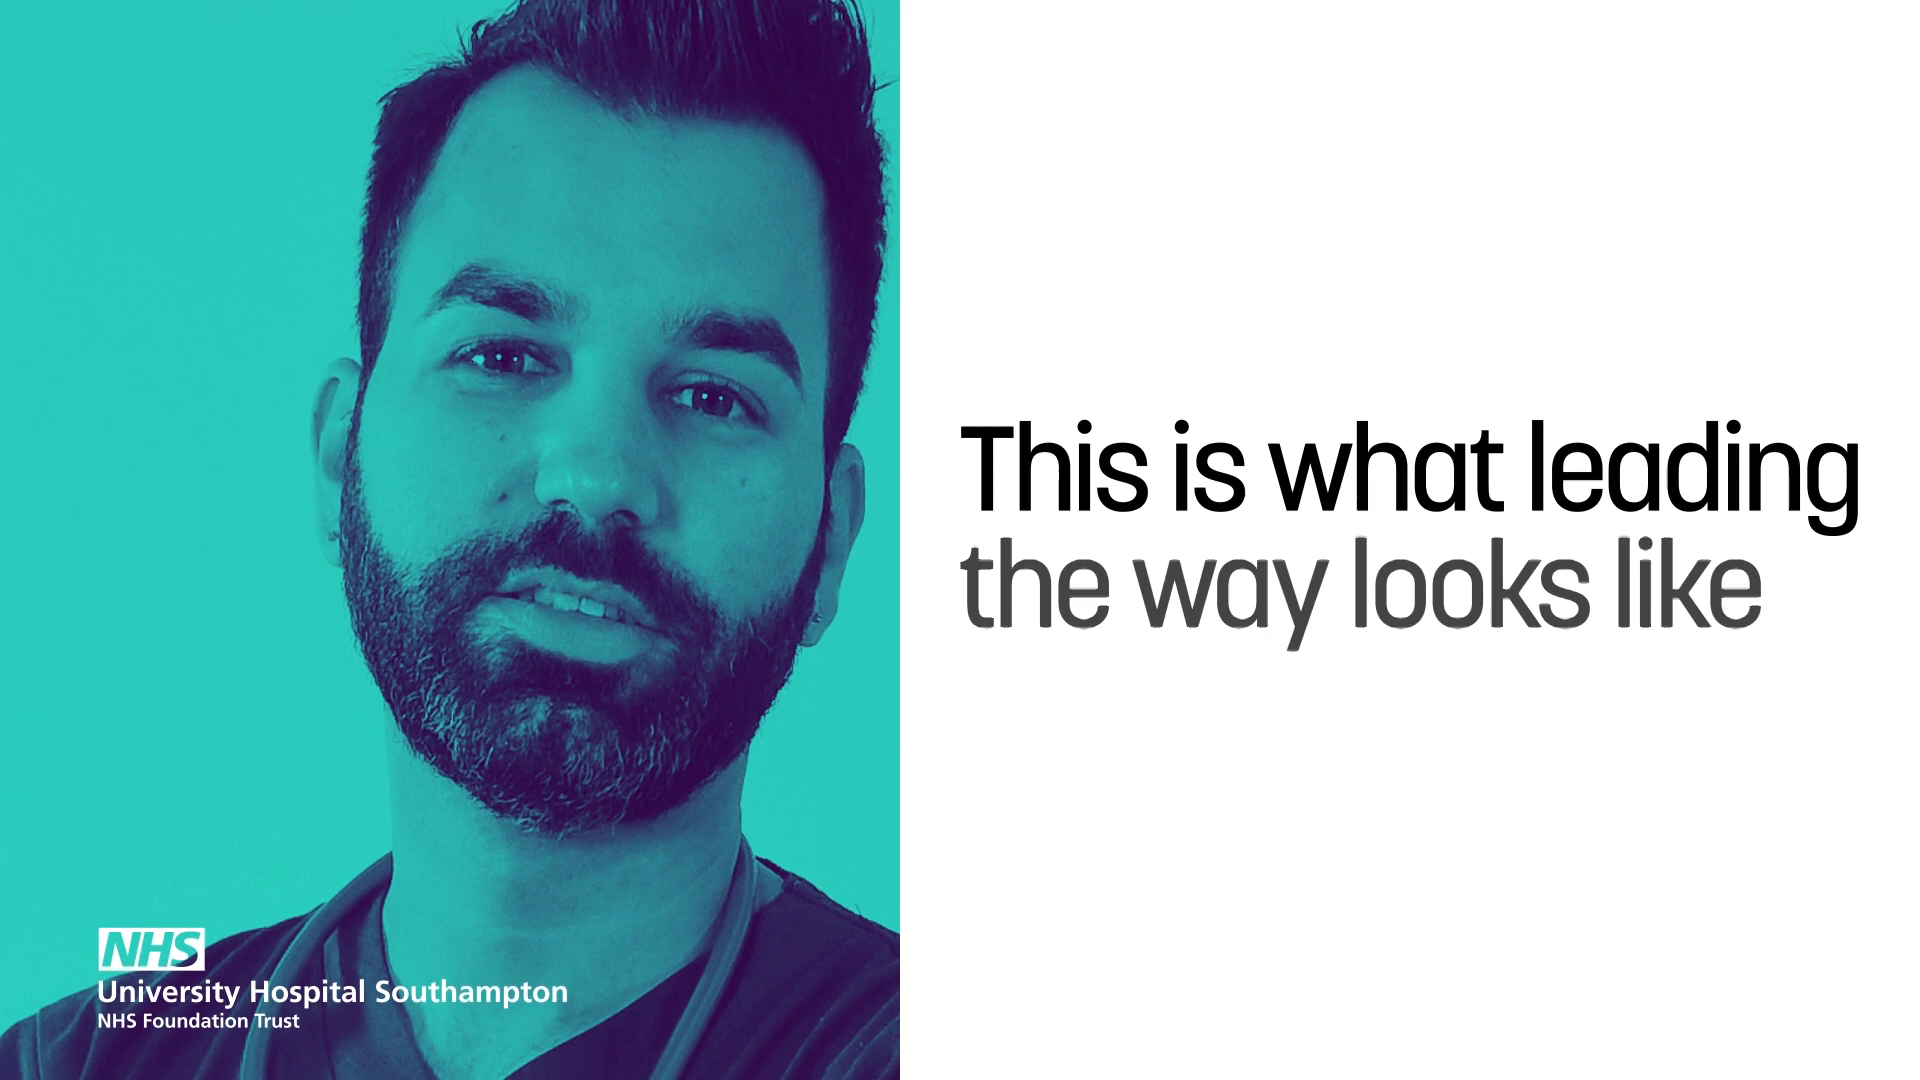 This is what leading
the way looks like
NHS
University Hospital Southampton
NHS Foundation Trust